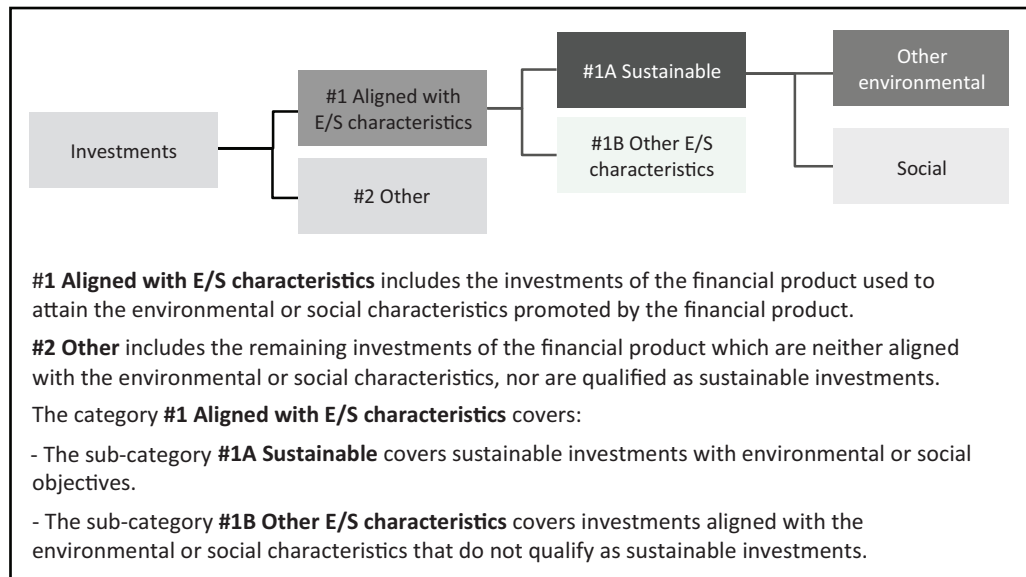 Investments
#1 Aligned with
E/S characteristics
#2 Other
#1A Sustainable
#1B Other E/S
characteristics
Other
environmental
Social
#1 Aligned with E/S characteristics includes the investments of the financial product used to
attain the environmental or social characteristics promoted by the financial product.
#2 Other includes the remaining investments of the financial product which are neither aligned
with the environmental or social characteristics, nor are qualified as sustainable investments.
The category #1 Aligned with E/S characteristics covers:
- The sub-category #1A Sustainable covers sustainable investments with environmental or social
objectives.
- The sub-category #1B Other E/S characteristics covers investments aligned with the
environmental or social characteristics that do not qualify as sustainable investments.